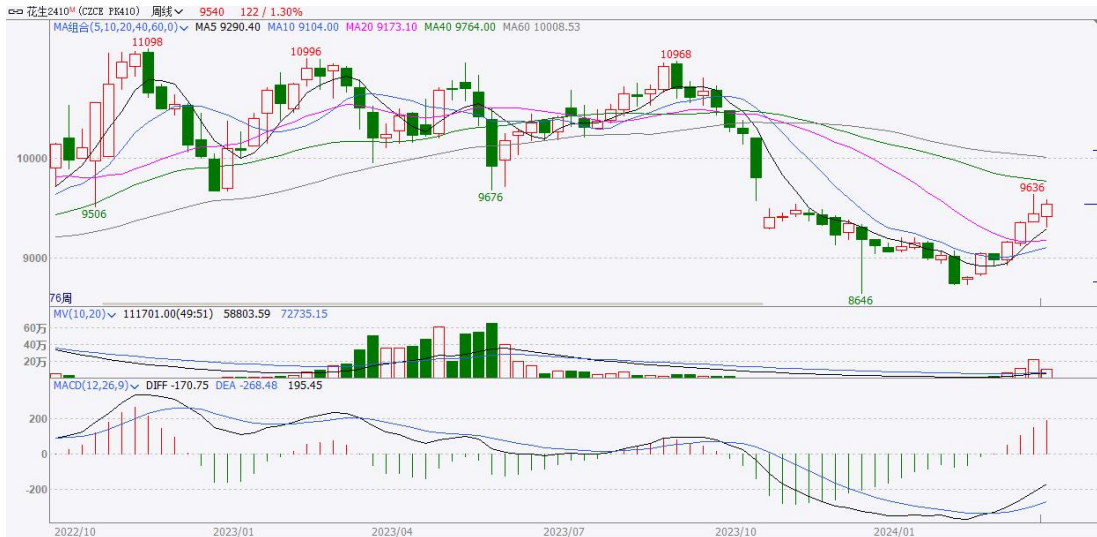 花生2410M (CZCE PK410) 周线 9540 122 / 1.30%
MA组合(5,10,20,40,60,0) MA5 9290.40 MA10 9104.00 MA20 9173.10 MA40 9764.00 MA60 10008.53
11098
10996
10968
10000
9636
9676
9506
9000
8646
76周
MV(10,20) 111701.00(49:51) 58803.59 72735.15
60万
40万
20万
MACD(12,26,9) DIFF -170.75 DEA -268.48 195.45
200
0
-200
2022/10 2023/01 2023/04 2023/07 2023/10 2024/01